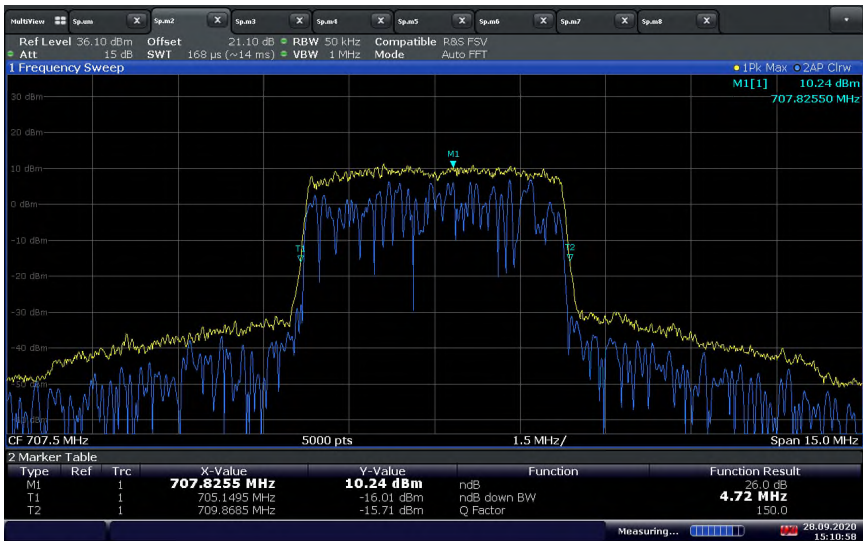 MultiView Sp.um X Sp.m2 X Sp.m3 X Sp.m4 X Sp.m5 X Sp.m6 X Sp.m7 X Sp.m8 X
Ref Level 36.10 dBm Offset 21.10 dB RBW 50 kHz Compatible R&S FSV
Att 15 dB SWT 168 µs (~14 ms) VBW 1 MHz Mode Auto FFT
1 Frequency Sweep 1Pk Max 2AP Clrw
M1[1] 10.24 dBm
707.82550 MHz
30 dBm
20 dBm
M1
10 dBm
0 dBm
-10 dBm
T1 T2
-20 dBm
-30 dBm
-40 dBm
-50 dBm
CF 707.5 MHz 5000 pts 1.5 MHz/ Span 15.0 MHz
2 Marker Table
Type Ref Trc X-Value Y-Value Function Function Result
M1 1 707.8255 MHz 10.24 dBm ndB 26.0 dB
T1 1 705.1495 MHz -16.01 dBm ndB down BW 4.72 MHz
T2 1 709.8685 MHz -15.71 dBm Q Factor 150.0
Measuring... 28.09.2020
15:10:58